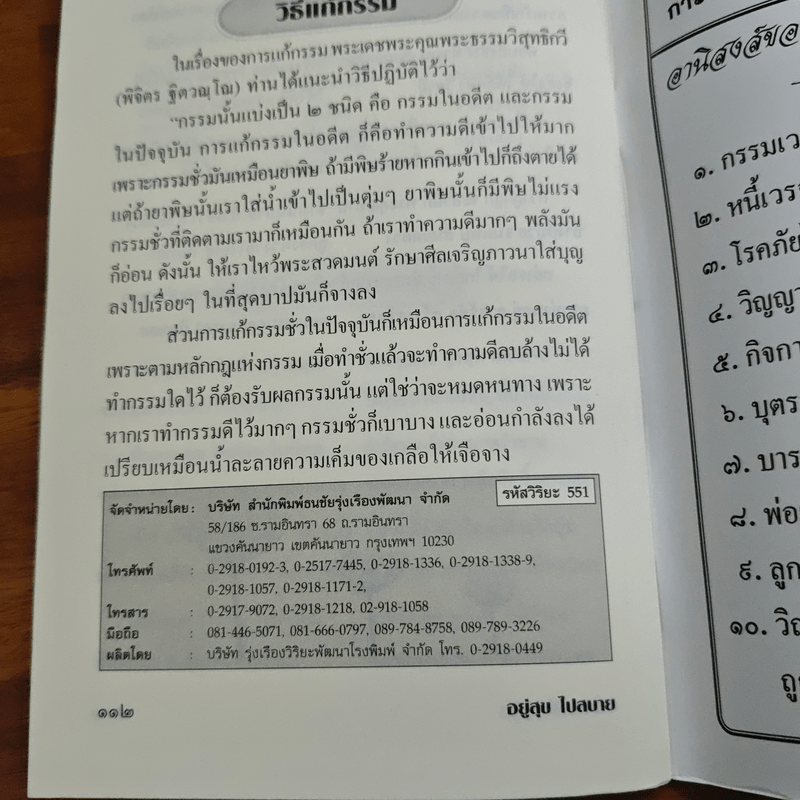 วิธีแก้กรรม
ในเรื่องของการแก้กรรม พระเดชพระคุณพระธรรมวิสุทธิกวี
(พิจิตร ฐิตวณฺโณ) ท่านได้แนะนำวิธีปฏิบัติไว้ว่า
"กรรมนั้นแบ่งเป็น ๒ ชนิด คือ กรรมในอดีต และกรรม
ในปัจจุบัน การแก้กรรมในอดีต ก็คือทำความดีเข้าไปให้มาก
เพราะกรรมชั่วมันเหมือนยาพิษ ถ้ามีพิษร้ายหากกินเข้าไปก็ถึงตายได้
แต่ถ้ายาพิษนั้นเราใส่น้ำเข้าไปเป็นตุ่มๆ ยาพิษนั้นก็มีพิษไม่แรง
กรรมชั่วที่ติดตามเรามาก็เหมือนกัน ถ้าเราทำความดีมากๆ พลังมัน
ก็อ่อน ดังนั้น ให้เราไหว้พระสวดมนต์ รักษาศีลเจริญภาวนาใส่บุญ
ลงไปเรื่อยๆ ในที่สุดบาปมันก็จางลง
ส่วนการแก้กรรมชั่วในปัจจุบันก็เหมือนการแก้กรรมในอดีต
เพราะตามหลักกฎแห่งกรรม เมื่อทำชั่วแล้วจะทำความดีลบล้างไม่ได้
ทำกรรมใดไว้ ก็ต้องรับผลกรรมนั้น แต่ใช่ว่าจะหมดหนทาง เพราะ
หากเราทำกรรมดีไว้มากๆ กรรมชั่วก็เบาบาง และอ่อนกำลังลงได้
เปรียบเหมือนน้ำละลายความเค็มของเกลือให้เจือจาง
รหัสวิริยะ 551
จัดจำหน่ายโดย : บริษัท สำนักพิมพ์ธนชัยรุ่งเรืองพัฒนา จำกัด
58/186 ซ.รามอินทรา 68 ถ.รามอินทรา
แขวงคันนายาว เขตคันนายาว กรุงเทพฯ 10230
โทรศัพท์ : 0-2918-0192-3, 0-2517-7445, 0-2918-1336, 0-2918-1338-9,
0-2918-1057, 0-2918-1171-2,
โทรสาร : 0-2917-9072, 0-2918-1218, 02-918-1058
มือถือ : 081-446-5071, 081-666-0797, 089-784-8758, 089-789-3226
ผลิตโดย : บริษัท รุ่งเรืองวิริยะพัฒนาโรงพิมพ์ จำกัด โทร. 0-2918-0449
๑๑๒
อยู่สุข ไปสบาย
อานิสงส์ขอ
๑. กรรมเว
๒. หนี้เวร
๓. โรคภัย
๔. วิญญา
๕. กิจกา
๖. บุตร
๗. บาร
๘. พ่อ
๙. ลูก
๑๐. วิญ